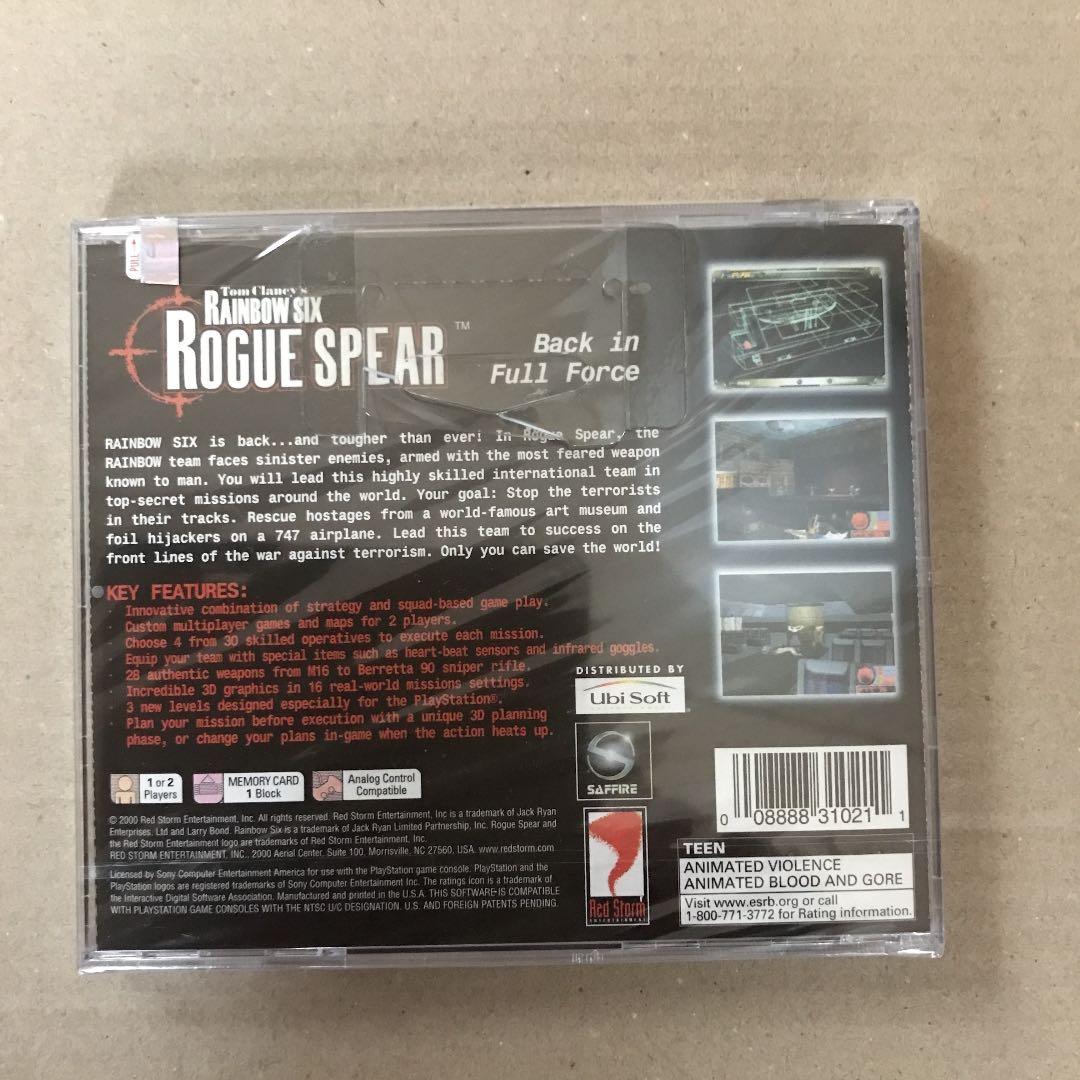 PULL
Tom Clancy's
RAINBOW SIX
ROGUE SPEAR™
Back in
Full Force
RAINBOW SIX is back...and tougher than ever! In Rogue Spear, the
RAINBOW team faces sinister enemies, armed with the most feared weapon
known to man. You will lead this highly skilled international team in
top-secret missions around the world. Your goal: Stop the terrorists
in their tracks. Rescue hostages from a world-famous art museum and
foil hijackers on a 747 airplane. Lead this team to success on the
front lines of the war against terrorism. Only you can save the world!
KEY FEATURES:
· Innovative combination of strategy and squad-based game play.
· Custom multiplayer games and maps for 2 players.
· Choose 4 from 30 skilled operatives to execute each mission.
· Equip your team with special items such as heart-beat sensors and infrared goggles.
· 28 authentic weapons from M16 to Berretta 90 sniper rifle.
· Incredible 3D graphics in 16 real-world missions settings.
· 3 new levels designed especially for the PlayStation®.
· Plan your mission before execution with a unique 3D planning
phase, or change your plans in-game when the action heats up.
DISTRIBUTED BY
Ubi Soft
SAFFIRE
Red Storm
ENTERTAINMENT
1 or 2
Players
MEMORY CARD
1 Block
Analog Control
Compatible
© 2000 Red Storm Entertainment, Inc. All rights reserved. Red Storm Entertainment, Inc is a trademark of Jack Ryan
Enterprises, Ltd and Larry Bond. Rainbow Six is a trademark of Jack Ryan Limited Partnership, Inc. Rogue Spear and
the Red Storm Entertainment logo are trademarks of Red Storm Entertainment, Inc.
RED STORM ENTERTAINMENT, INC., 2000 Aerial Center, Suite 100, Morrisville, NC 27560, USA. www.redstorm.com
Licensed by Sony Computer Entertainment America for use with the PlayStation game console. PlayStation and the
PlayStation logos are registered trademarks of Sony Computer Entertainment Inc. The ratings icon is a trademark of
the Interactive Digital Software Association. Manufactured and printed in the U.S.A. THIS SOFTWARE IS COMPATIBLE
WITH PLAYSTATION GAME CONSOLES WITH THE NTSC U/C DESIGNATION. U.S. AND FOREIGN PATENTS PENDING.
0 08888 31021 1
TEEN
ANIMATED VIOLENCE
ANIMATED BLOOD AND GORE
Visit www.esrb.org or call
1-800-771-3772 for Rating information.